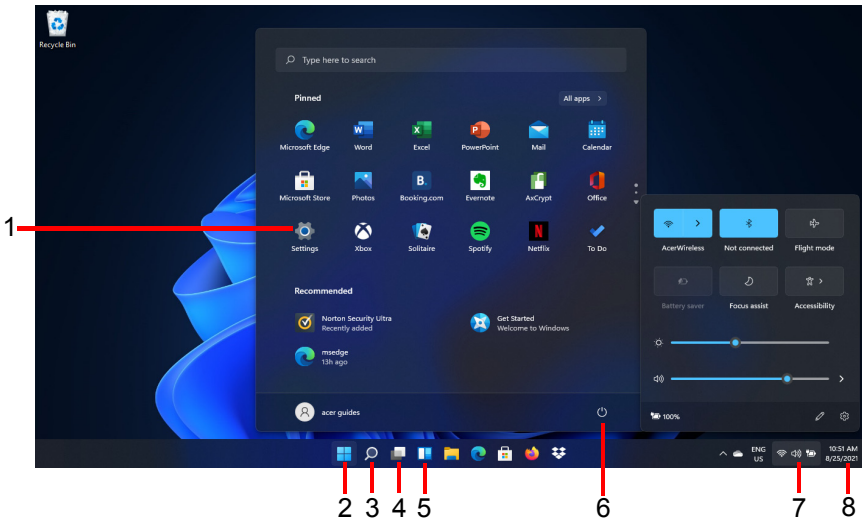 Recycle Bin
Type here to search
Pinned
All apps >
Microsoft Edge
Word
Excel
PowerPoint
Mail
Calendar
Microsoft Store
Photos
B.
Booking.com
Evernote
AxCrypt
Office
1
Settings
Xbox
Solitaire
Spotify
N
Netflix
To Do
AcerWireless
Not connected
Flight mode
Battery saver
Focus assist
Accessibility
Recommended
Norton Security Ultra
Recently added
Get Started
Welcome to Windows
msedge
13h ago
acer guides
100%
ENG
US
10:51 AM
8/25/2021
2 3 4 5 6 7 8